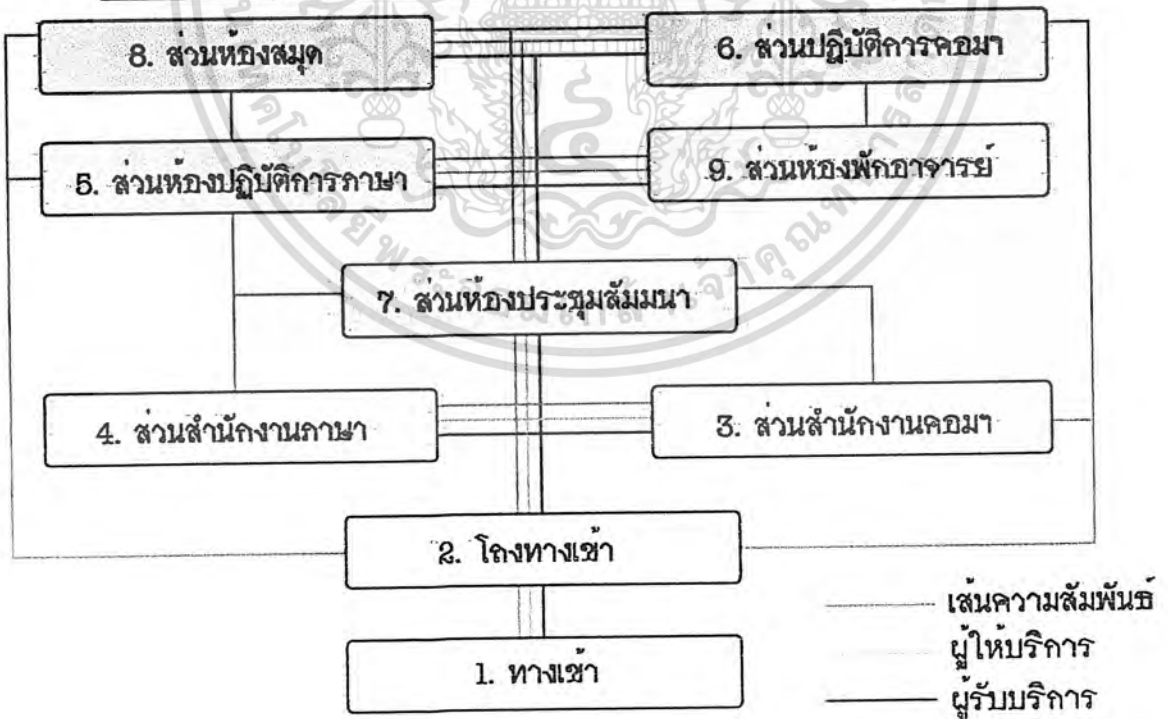 8. ส่วนห้องสมุด
6. ส่วนปฏิบัติการคอมฯ
5. ส่วนห้องปฏิบัติการภาษา
9. ส่วนห้องพักอาจารย์
7. ส่วนห้องประชุมสัมมนา
4. ส่วนสำนักงานภาษา
3. ส่วนสำนักงานคอมฯ
2. โถงทางเข้า
1. ทางเข้า
เส้นความสัมพันธ์
ผู้ให้บริการ
ผู้รับบริการ